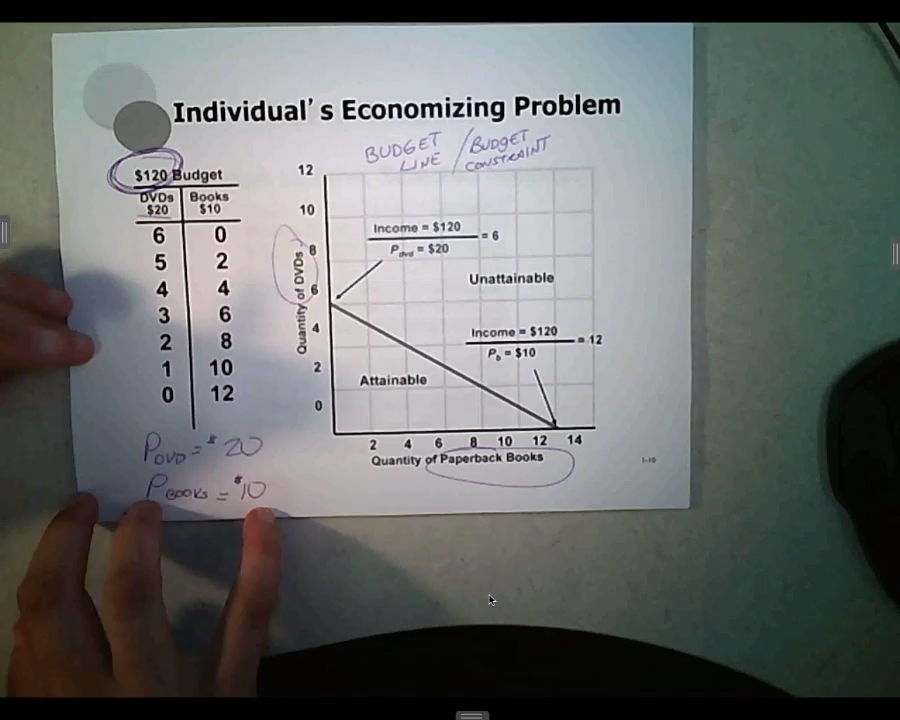 Individual's Economizing Problem
BUDGET LINE / BUDGET CONSTRAINT
$120 Budget
DVDs Books
$20 $10
6 0
5 2
4 4
3 6
2 8
1 10
0 12
PDVD = $20
PBOOKS = $10
12
10
8
6
4
2
0
Quantity of DVDs
Income = $120
Pdvd = $20
= 6
Unattainable
Income = $120
Pb = $10
= 12
Attainable
2 4 6 8 10 12 14
Quantity of Paperback Books
1-10